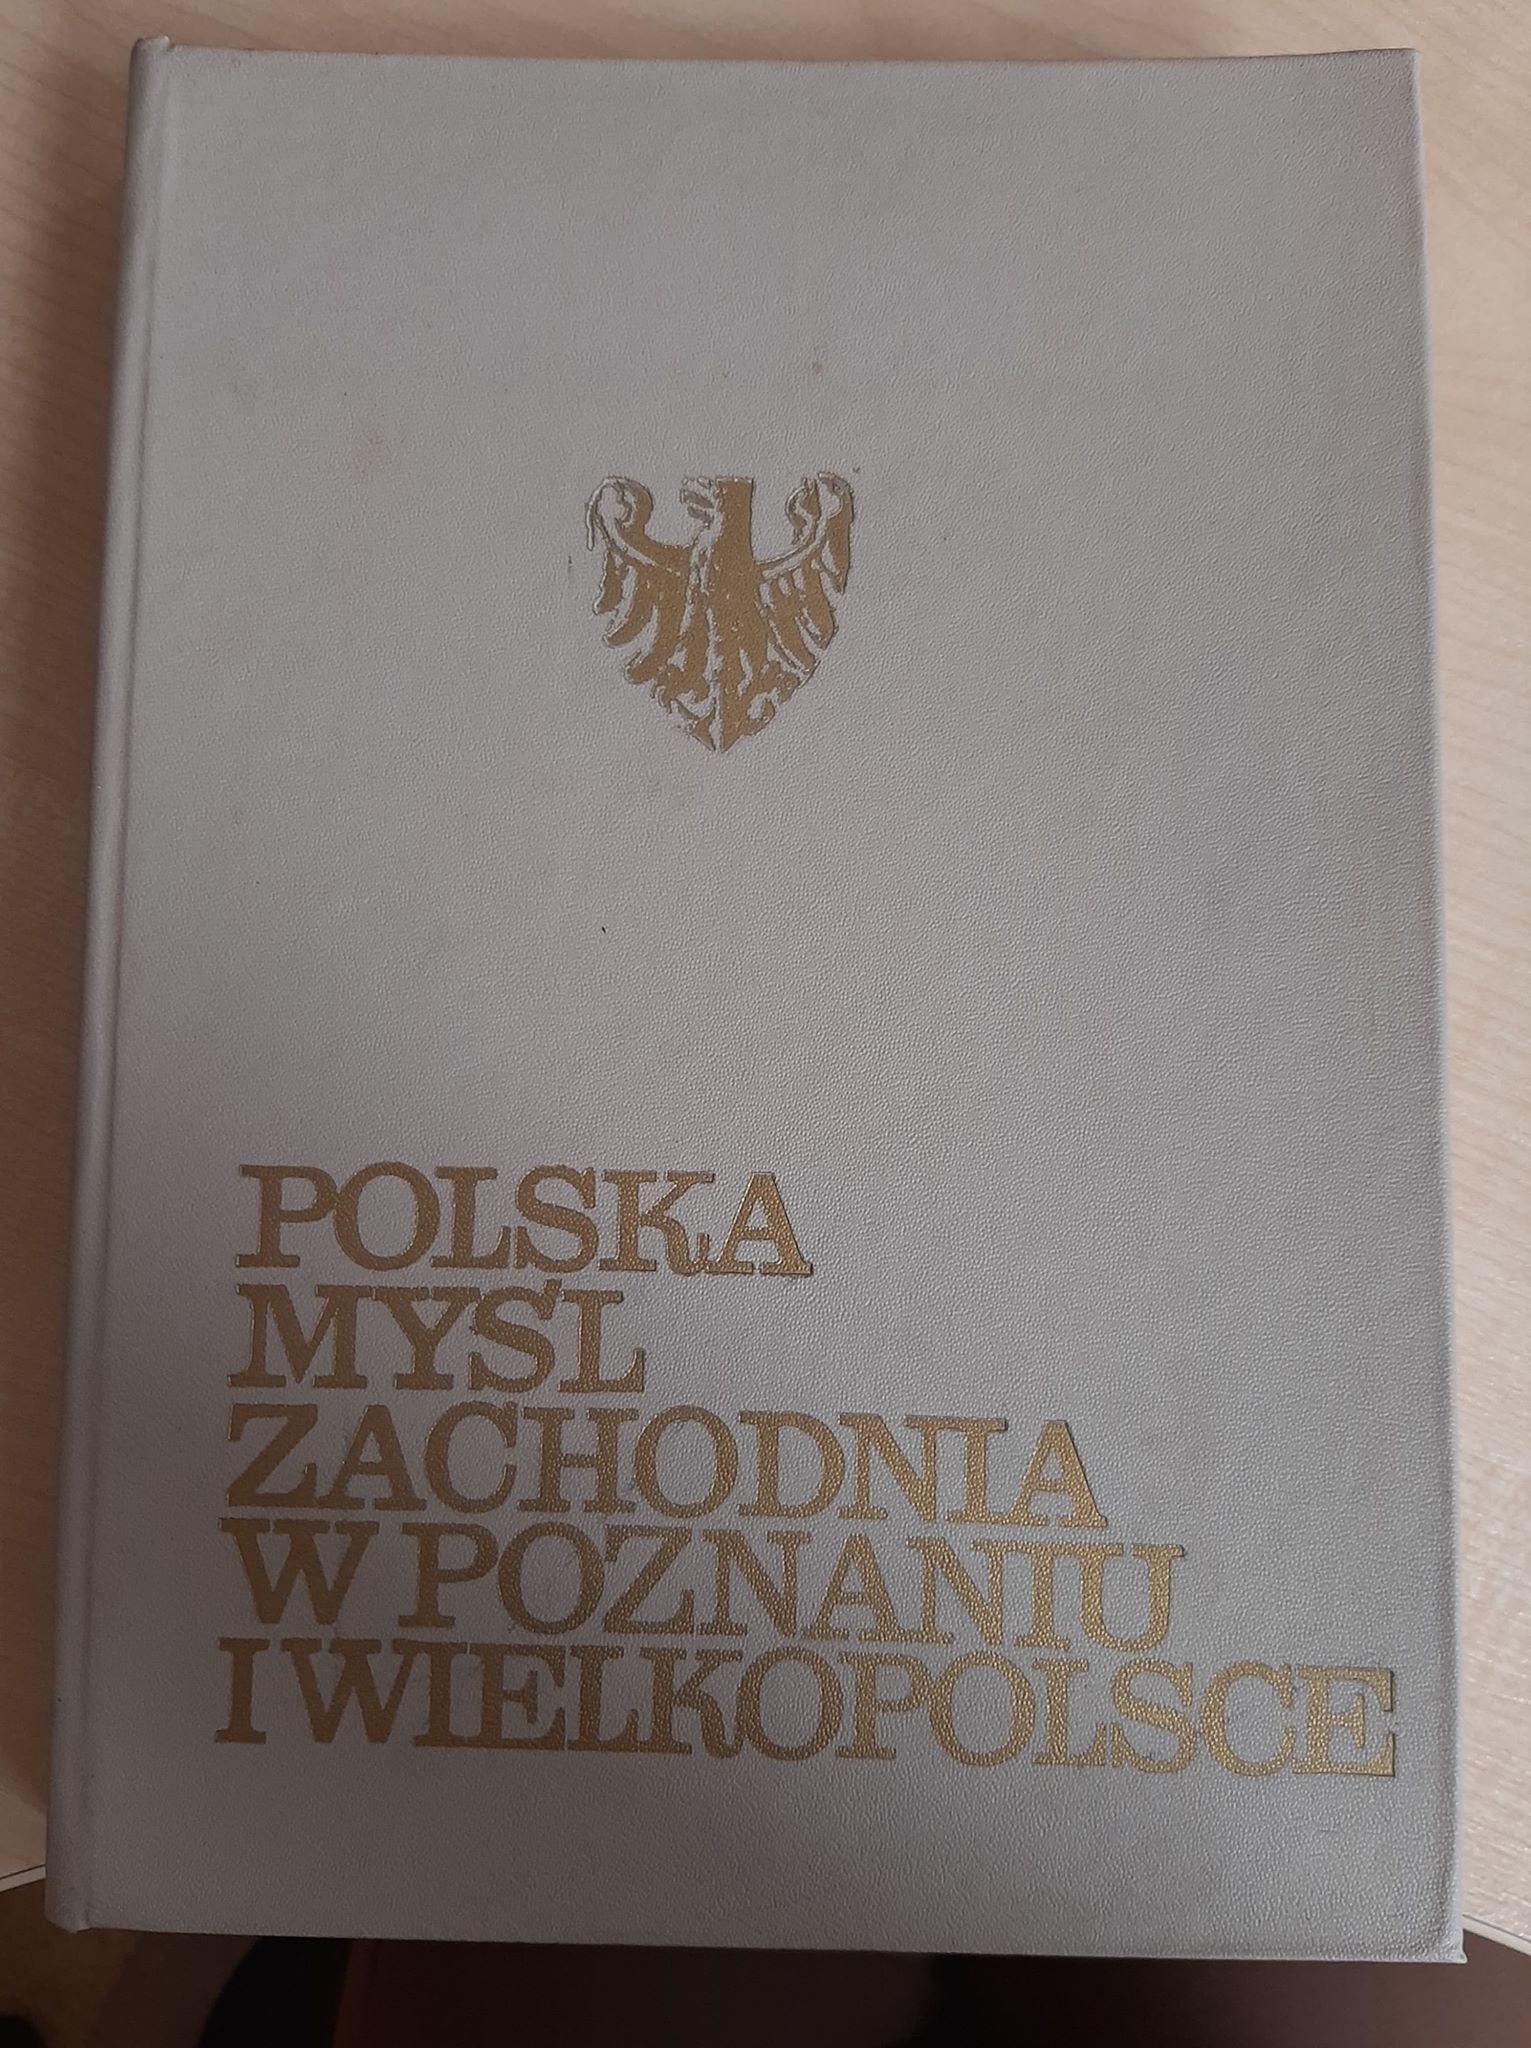 POLSKA
MYŚL
ZACHODNIA
W POZNANIU
I WIELKOPOLSCE